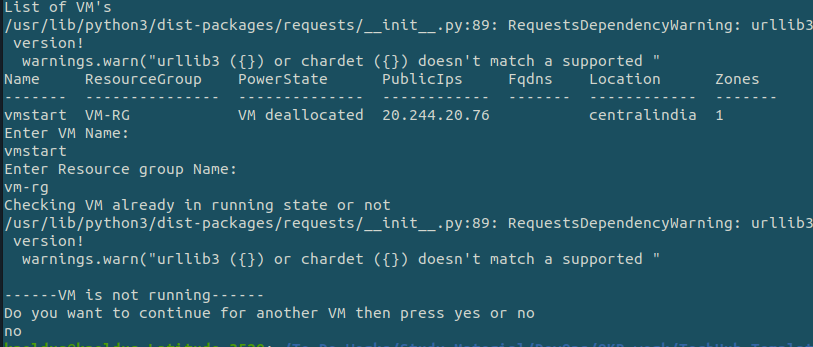 List of VM's
/usr/lib/python3/dist-packages/requests/__init__.py:89: RequestsDependencyWarning: urllib3
 version!
  warnings.warn("urllib3 ({}) or chardet ({}) doesn't match a supported "
Name     ResourceGroup    PowerState      PublicIps     Fqdns    Location      Zones
-------  ---------------  --------------  ------------  -------  ------------  -------
vmstart  VM-RG            VM deallocated  20.244.20.76           centralindia  1
Enter VM Name:
vmstart
Enter Resource group Name:
vm-rg
Checking VM already in running state or not
/usr/lib/python3/dist-packages/requests/__init__.py:89: RequestsDependencyWarning: urllib3
 version!
  warnings.warn("urllib3 ({}) or chardet ({}) doesn't match a supported "
------VM is not running------
Do you want to continue for another VM then press yes or no
no